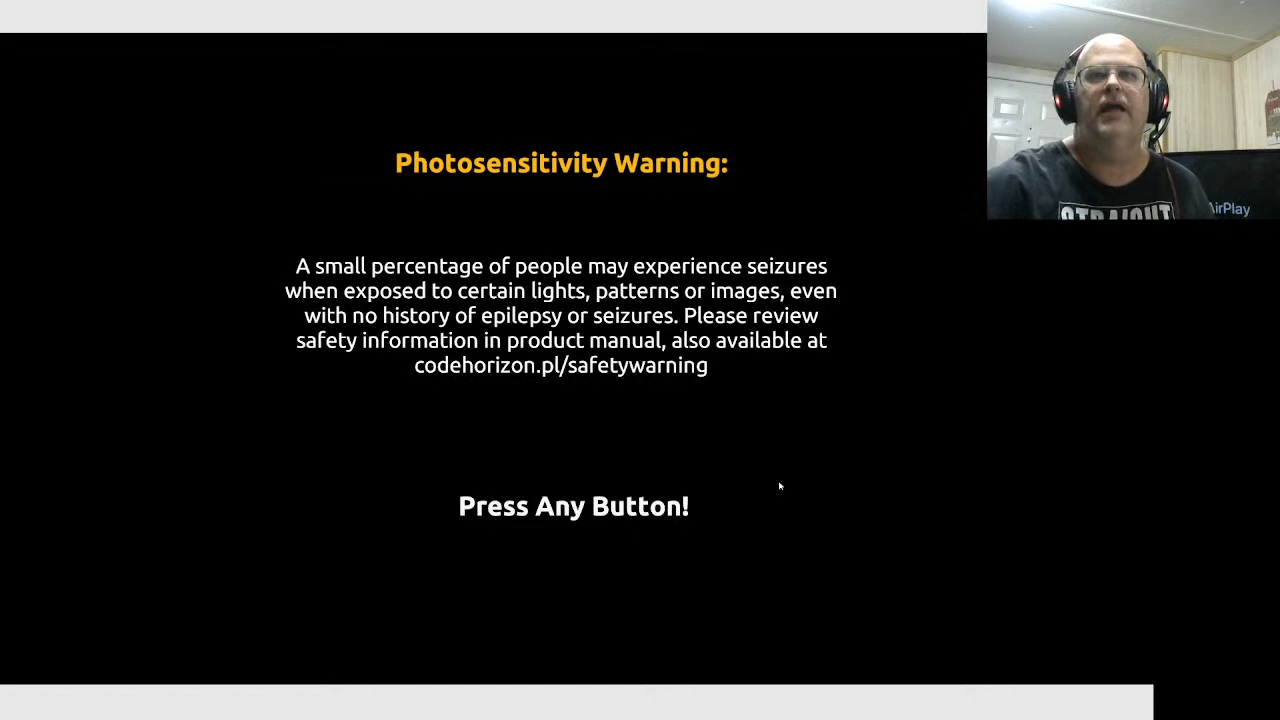 Photosensitivity Warning:
A small percentage of people may experience seizures
when exposed to certain lights, patterns or images, even
with no history of epilepsy or seizures. Please review
safety information in product manual, also available at
codehorizon.pl/safetywarning
Press Any Button!
STRAIGHT
AirPlay